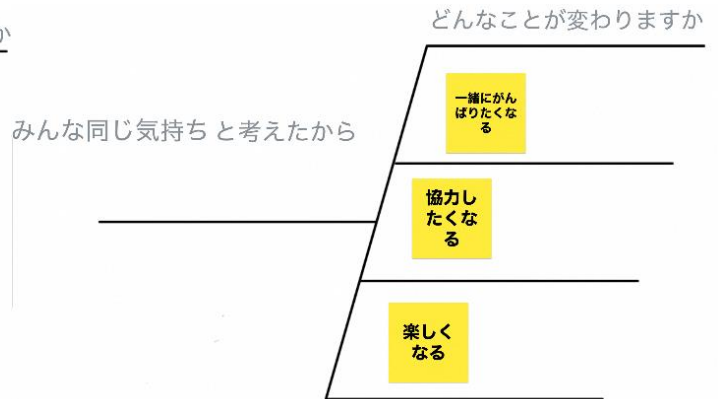 どんなことが変わりますか
か
一緒にがん
ばりたくな
る
みんな同じ気持ち と考えたから
協力し
たくな
る
楽しく
なる